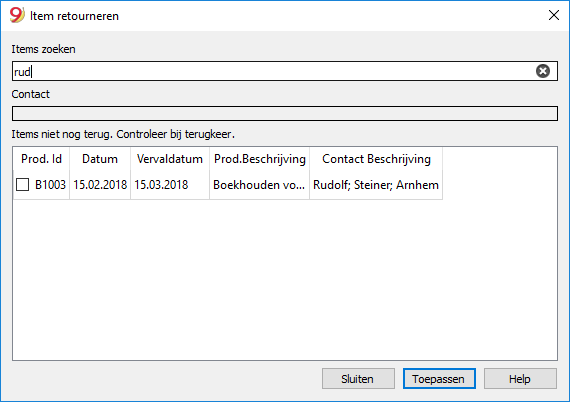 Item retourneren
Items zoeken
rud
Contact
Items niet nog terug. Controleer bij terugkeer.
Prod. Id Datum Vervaldatum Prod.Beschrijving Contact Beschrijving
B1003 15.02.2018 15.03.2018 Boekhouden vo... Rudolf; Steiner; Arnhem
Sluiten Toepassen Help